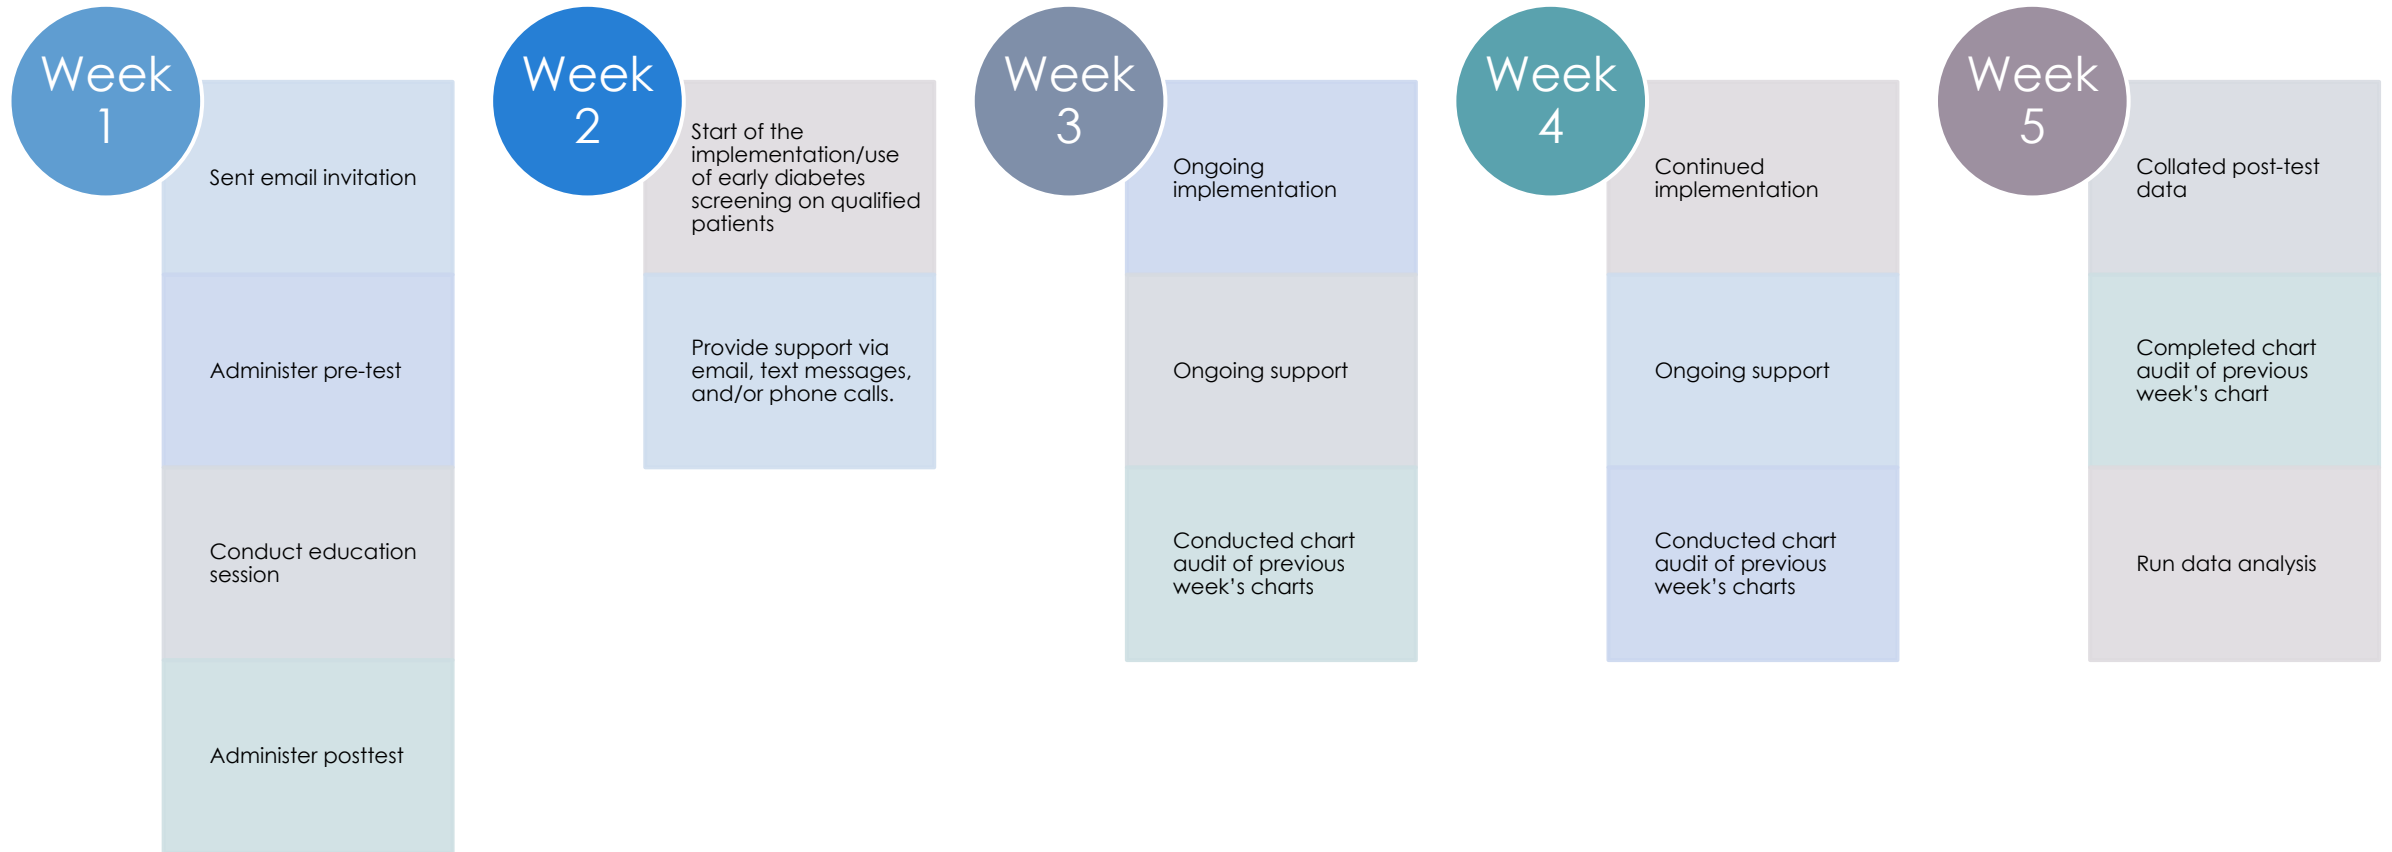 Week
1
Sent email invitation
Administer pre-test
Conduct education
session
Administer posttest
Week
2
Start of the
implementation/use
of early diabetes
screening on qualified
patients
Provide support via
email, text messages,
and/or phone calls.
Week
3
Ongoing
implementation
Ongoing support
Conducted chart
audit of previous
week’s charts
Week
4
Continued
implementation
Ongoing support
Conducted chart
audit of previous
week’s charts
Week
5
Collated post-test
data
Completed chart
audit of previous
week’s chart
Run data analysis